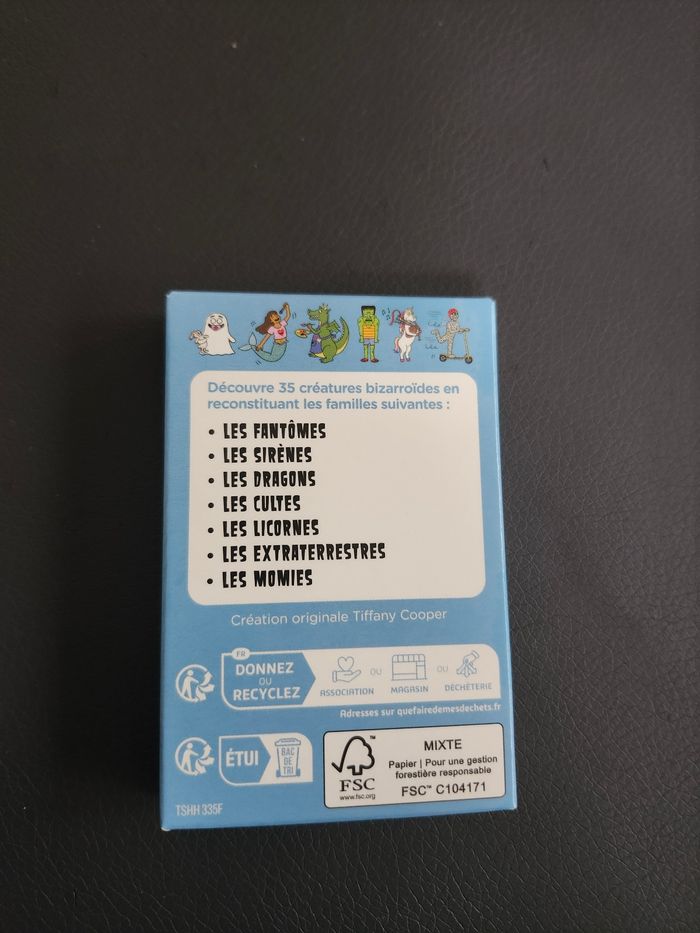 Découvre 35 créatures bizarroïdes en
reconstituant les familles suivantes :
• LES FANTÔMES
• LES SIRÈNES
• LES DRAGONS
• LES CULTES
• LES LICORNES
• LES EXTRATERRESTRES
• LES MOMIES
Création originale Tiffany Cooper
FR
DONNEZ
OU
RECYCLEZ
ASSOCIATION
OU
MAGASIN
OU
DÉCHÈTERIE
Adresses sur quefairedemesdechets.fr
ÉTUI
BAC
DE
TRI
TSHH 335F
FSC
www.fsc.org
MIXTE
Papier | Pour une gestion
forestière responsable
FSC™ C104171